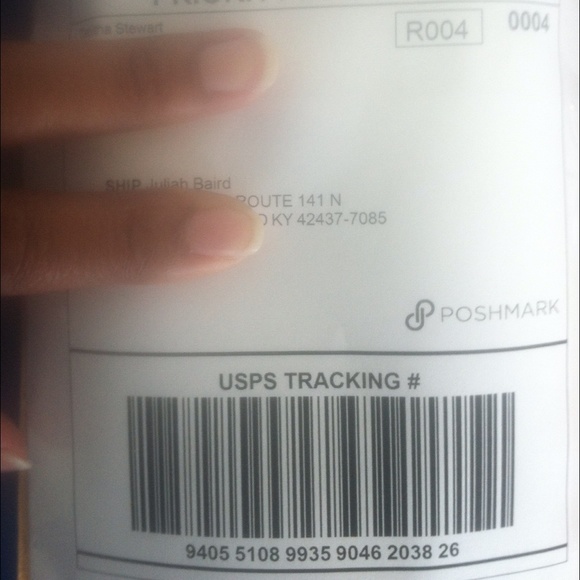 Stewart
R004
0004
SHIP Juliah Baird
ROUTE 141 N
KY 42437-7085
POSHMARK
USPS TRACKING #
9405 5108 9935 9046 2038 26